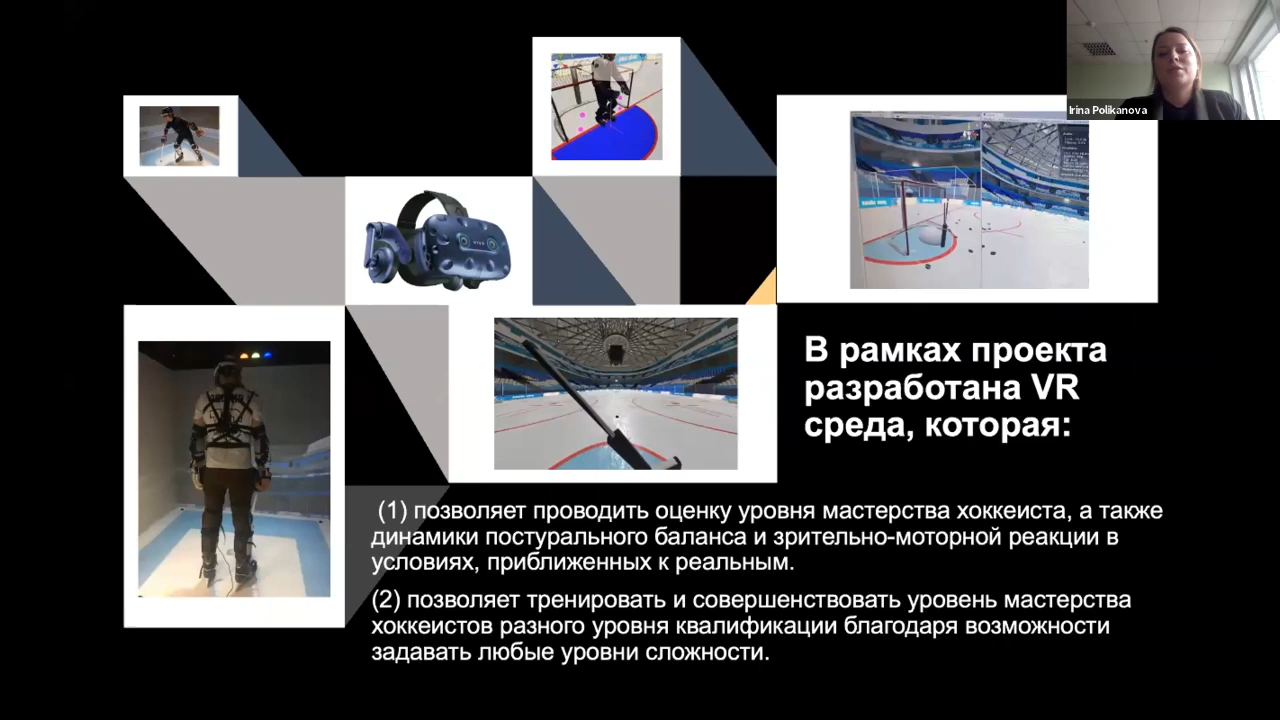 Irina Polikanova
VIVE
В рамках проекта
разработана VR
среда, которая:
(1) позволяет проводить оценку уровня мастерства хоккеиста, а также
динамики постурального баланса и зрительно-моторной реакции в
условиях, приближенных к реальным.
(2) позволяет тренировать и совершенствовать уровень мастерства
хоккеистов разного уровня квалификации благодаря возможности
задавать любые уровни сложности.